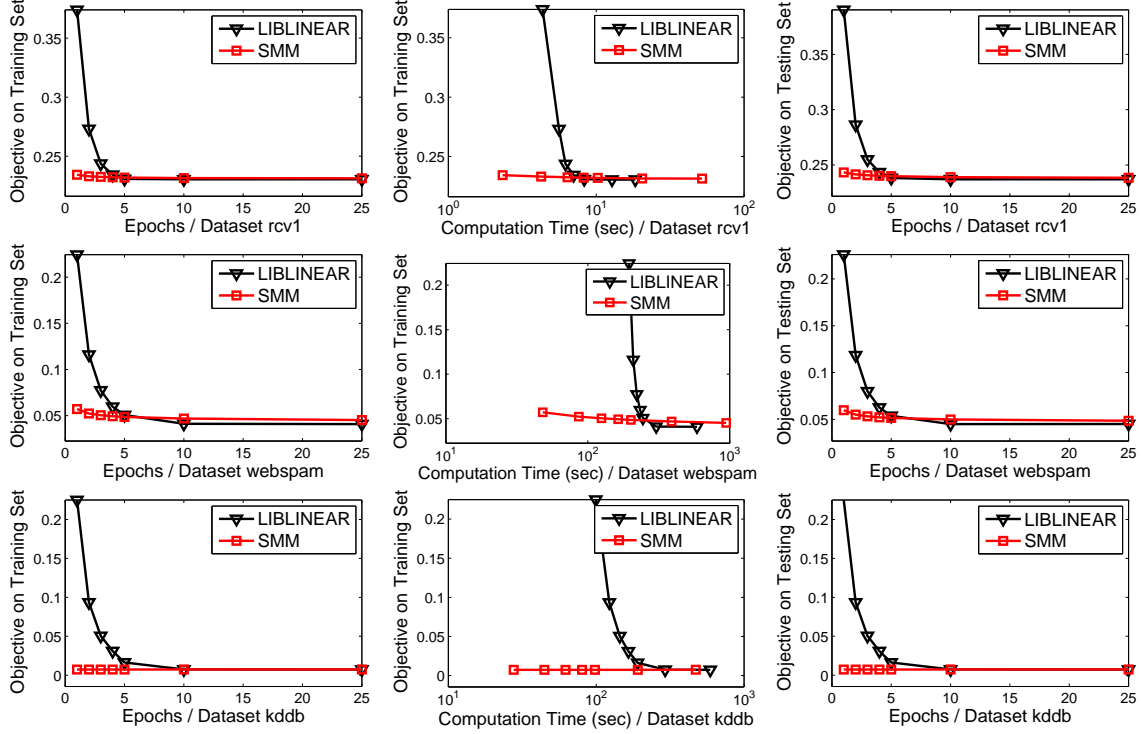 Objective on Training Set
0.35
0.3
0.25
0 5 10 15 20 25
Epochs / Dataset rcv1
LIBLINEAR
SMM
Objective on Training Set
0.35
0.3
0.25
10^0 10^1 10^2
Computation Time (sec) / Dataset rcv1
LIBLINEAR
SMM
Objective on Testing Set
0.35
0.3
0.25
0 5 10 15 20 25
Epochs / Dataset rcv1
LIBLINEAR
SMM
Objective on Training Set
0.2
0.15
0.1
0.05
0 5 10 15 20 25
Epochs / Dataset webspam
LIBLINEAR
SMM
Objective on Training Set
0.2
0.15
0.1
0.05
10^1 10^2 10^3
Computation Time (sec) / Dataset webspam
LIBLINEAR
SMM
Objective on Testing Set
0.2
0.15
0.1
0.05
0 5 10 15 20 25
Epochs / Dataset webspam
LIBLINEAR
SMM
Objective on Training Set
0.2
0.15
0.1
0.05
0
0 5 10 15 20 25
Epochs / Dataset kddb
LIBLINEAR
SMM
Objective on Training Set
0.2
0.15
0.1
0.05
0
10^1 10^2 10^3
Computation Time (sec) / Dataset kddb
LIBLINEAR
SMM
Objective on Testing Set
0.2
0.15
0.1
0.05
0
0 5 10 15 20 25
Epochs / Dataset kddb
LIBLINEAR
SMM